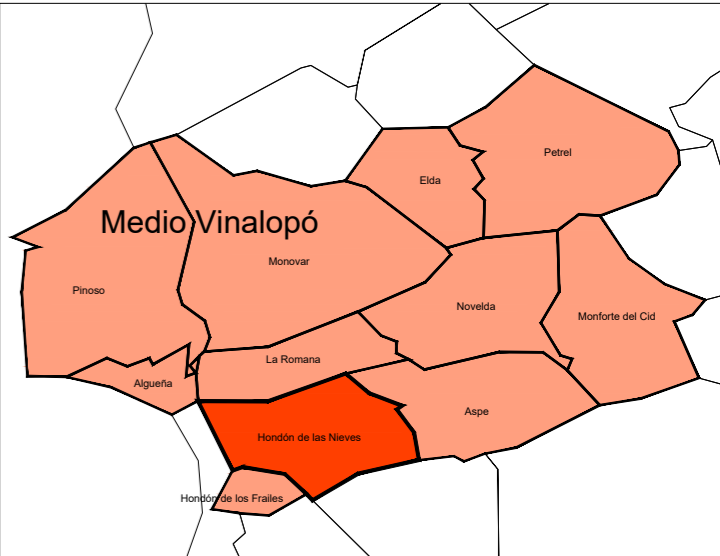 Petrel
Elda
Medio Vinalopó
Monovar
Pinoso
Novelda
Monforte del Cid
La Romana
Algueña
Aspe
Hondón de las Nieves
Hondón de los Frailes